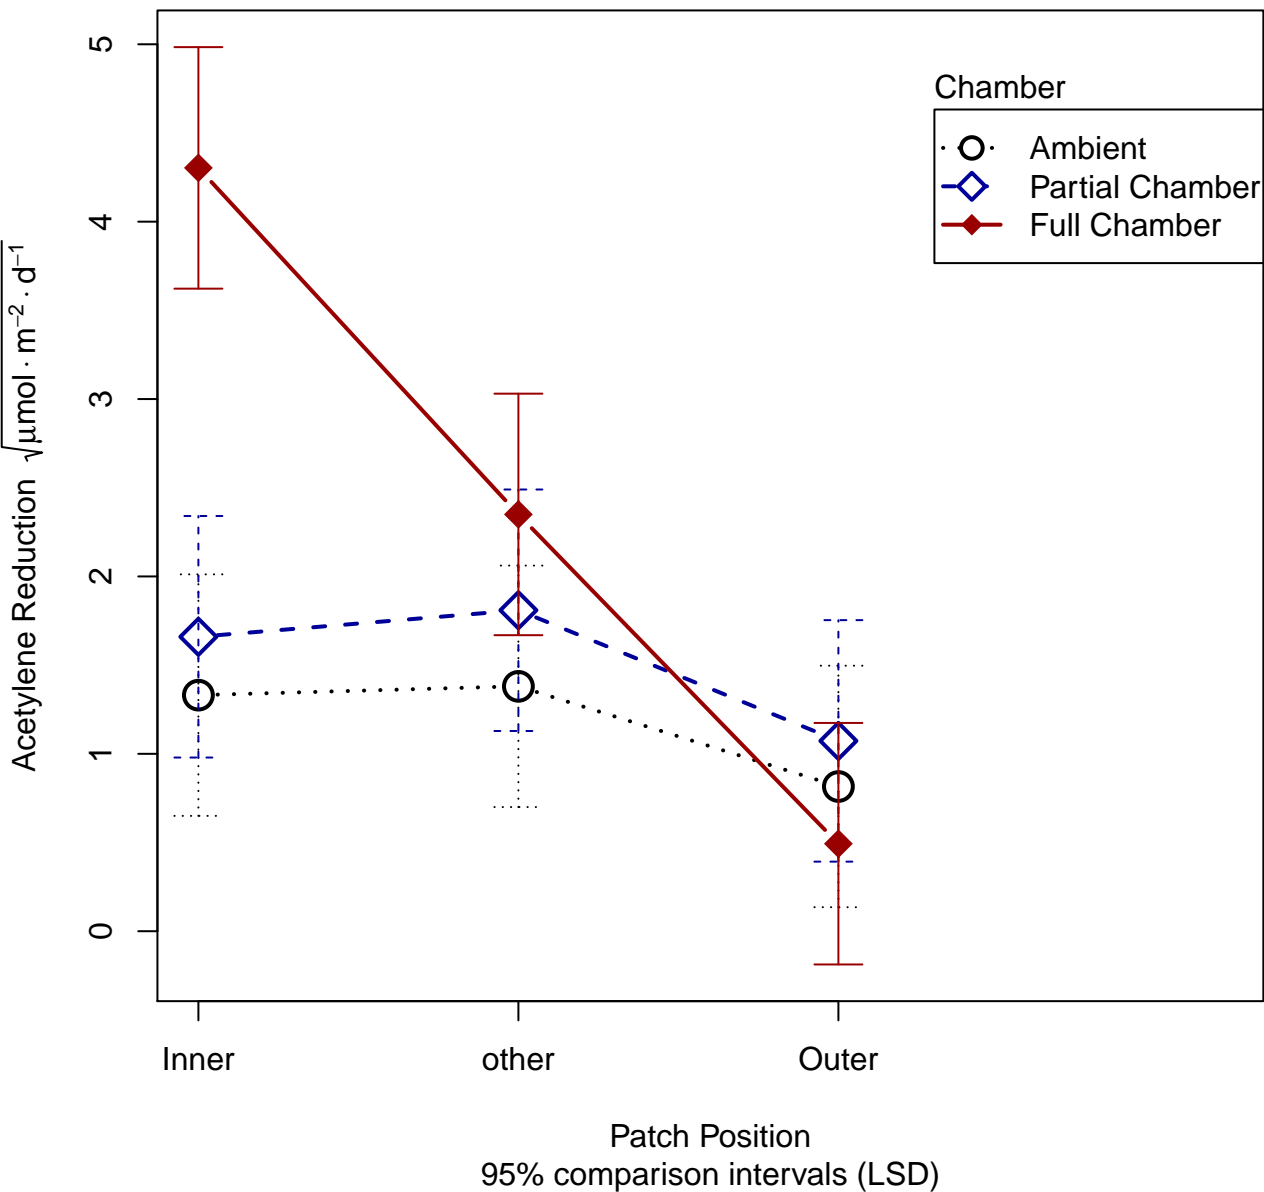 Acetylene Reduction √μmol · m⁻² · d⁻¹
5
4
3
2
1
0
Chamber
Ambient
Partial Chamber
Full Chamber
Inner other Outer
Patch Position
95% comparison intervals (LSD)